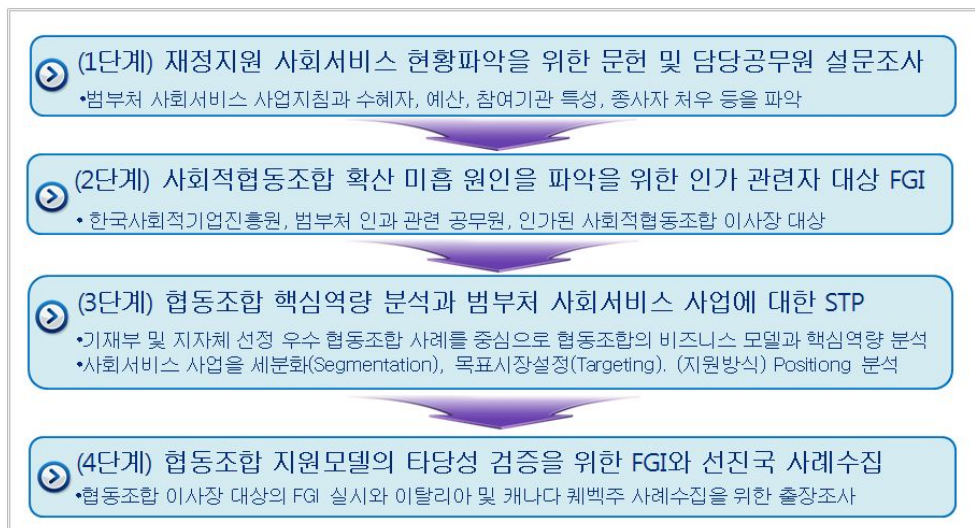 (1단계) 재정지원 사회서비스 현황파악을 위한 문헌 및 담당공무원 설문조사
•범부처 사회서비스 사업지침과 수혜자, 예산, 참여기관 특성, 종사자 처우 등을 파악
(2단계) 사회적협동조합 확산 미흡 원인을 파악을 위한 인가 관련자 대상 FGI
• 한국사회적기업진흥원, 범부처 인과 관련 공무원, 인가된 사회적협동조합 이사장 대상
(3단계) 협동조합 핵심역량 분석과 범부처 사회서비스 사업에 대한 STP
•기재부 및 지자체 선정 우수 협동조합 사례를 중심으로 협동조합의 비즈니스 모델과 핵심역량 분석
•사회서비스 사업을 세분화(Segmentation), 목표시장설정(Targeting). (지원방식) Positiong 분석
(4단계) 협동조합 지원모델의 타당성 검증을 위한 FGI와 선진국 사례수집
•협동조합 이사장 대상의 FGI 실시와 이탈리아 및 캐나다 퀘벡주 사례수집을 위한 출장조사